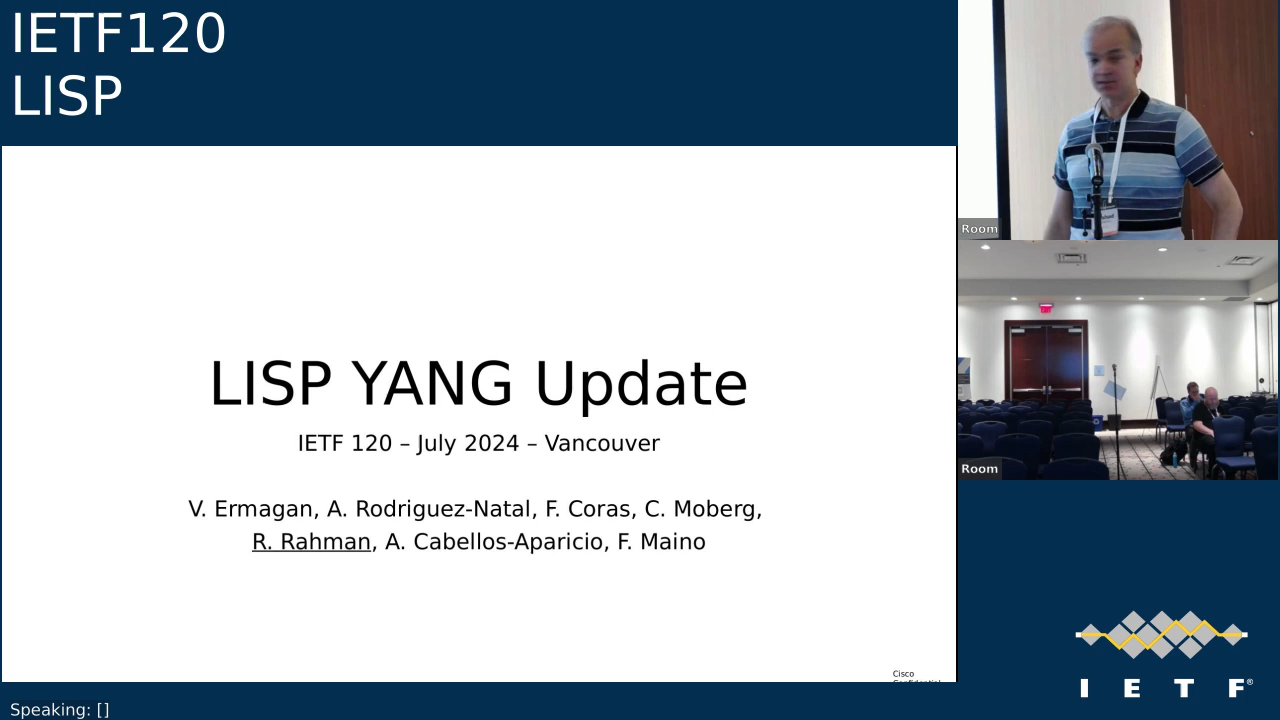 IETF120
LISP
LISP YANG Update
IETF 120 – July 2024 – Vancouver
V. Ermagan, A. Rodriguez-Natal, F. Coras, C. Moberg,
R. Rahman, A. Cabellos-Aparicio, F. Maino
Cisco
Room
Room
I E T F®
Speaking: []